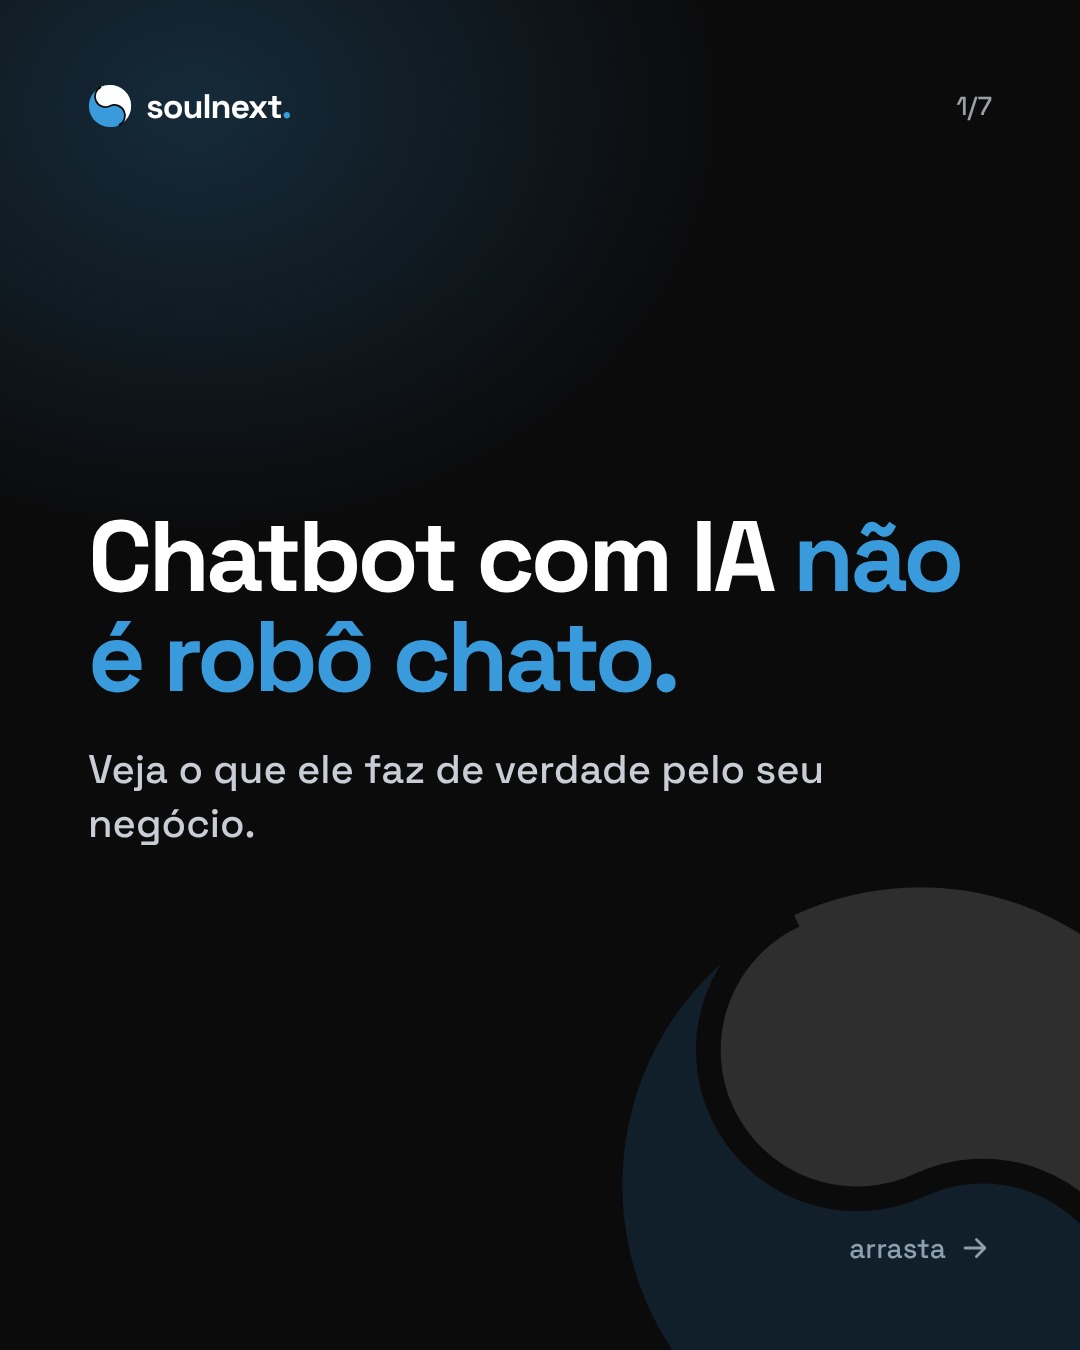 soulnext.
1/7
Chatbot com IA não
é robô chato.
Veja o que ele faz de verdade pelo seu
negócio.
arrasta →